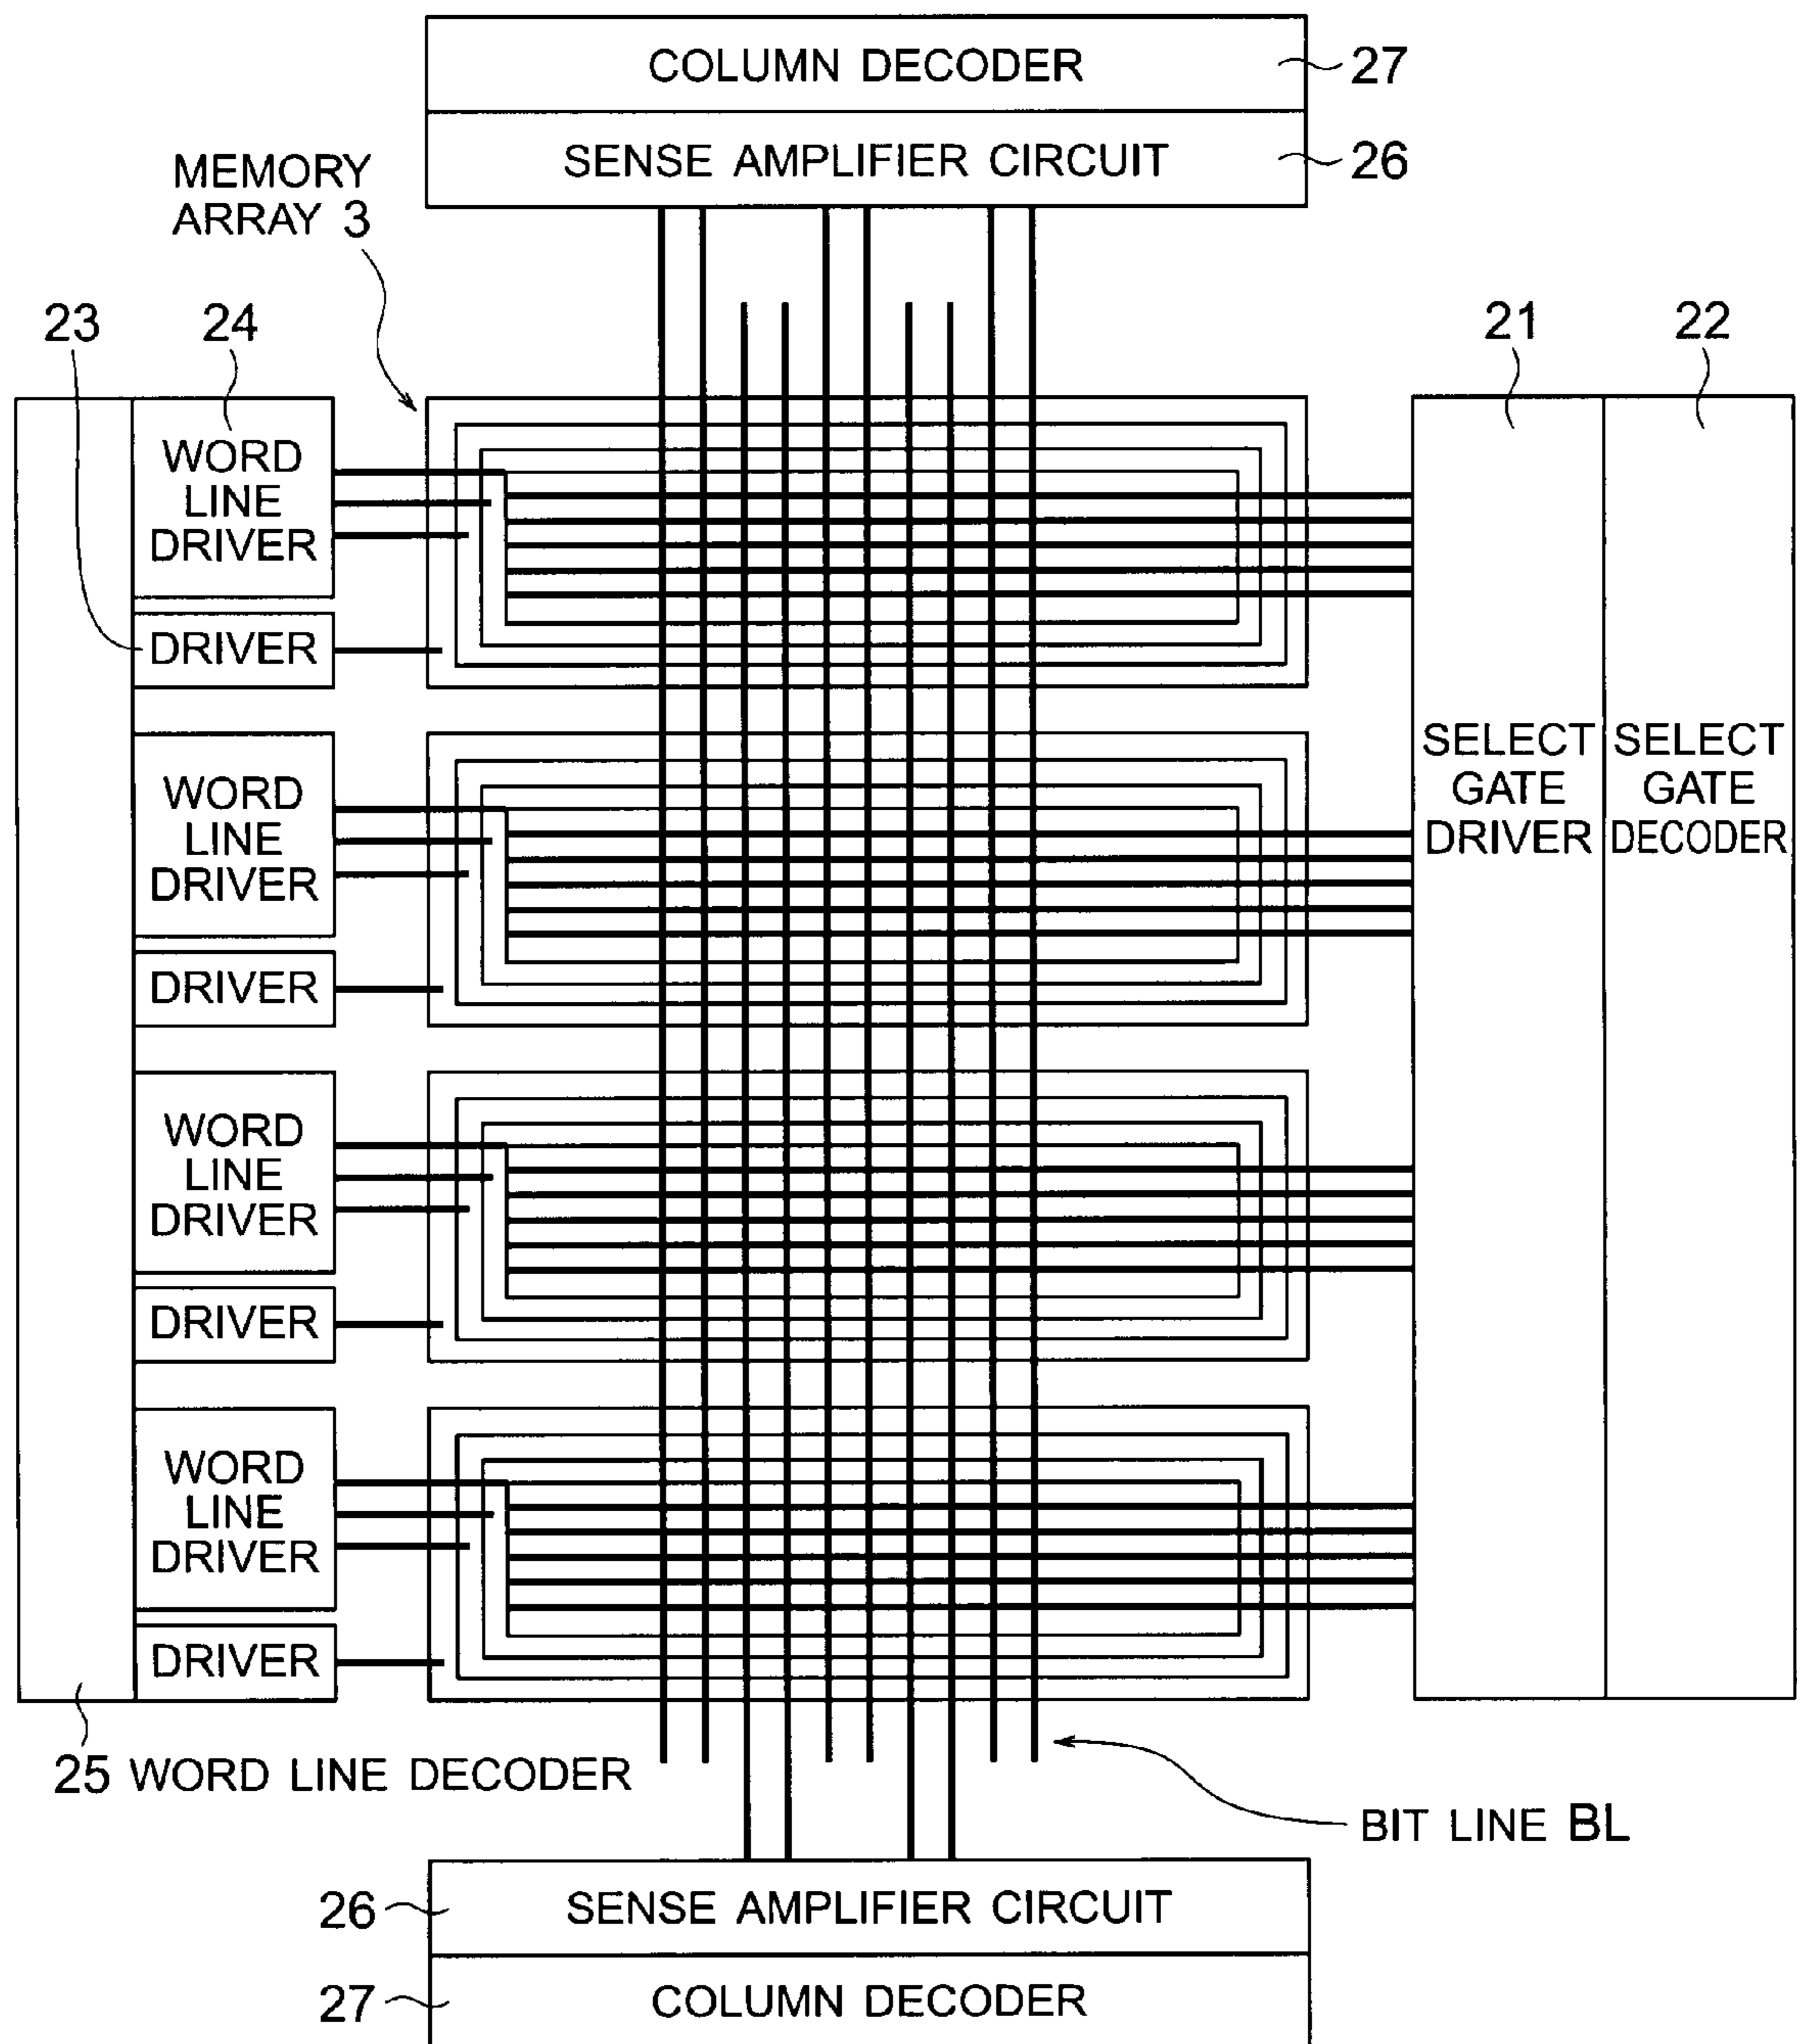 COLUMN DECODER
27
SENSE AMPLIFIER CIRCUIT
26
MEMORY
ARRAY 3
23
24
21
22
WORD
LINE
DRIVER
DRIVER
WORD
LINE
DRIVER
DRIVER
SELECT
GATE
DRIVER
SELECT
GATE
DECODER
WORD
LINE
DRIVER
DRIVER
WORD
LINE
DRIVER
DRIVER
25 WORD LINE DECODER
BIT LINE BL
26
SENSE AMPLIFIER CIRCUIT
27
COLUMN DECODER